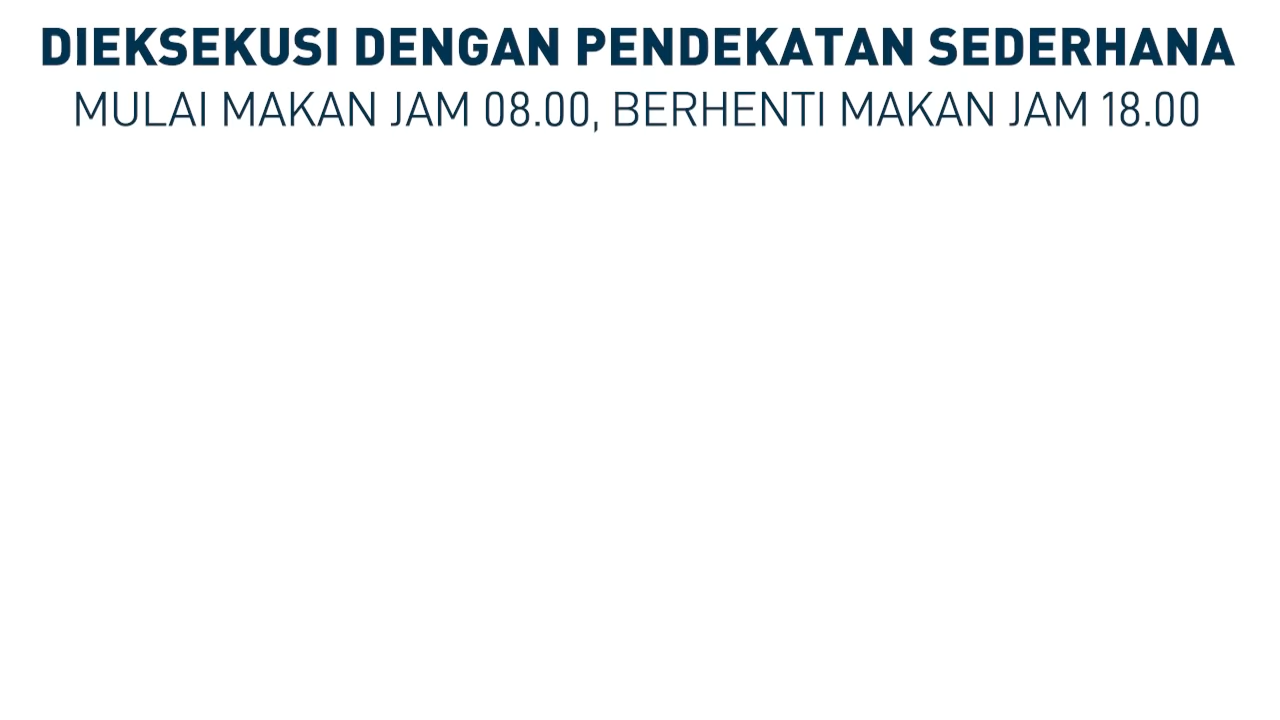 DIEKSEKUSI DENGAN PENDEKATAN SEDERHANA
MULAI MAKAN JAM 08.00, BERHENTI MAKAN JAM 18.00